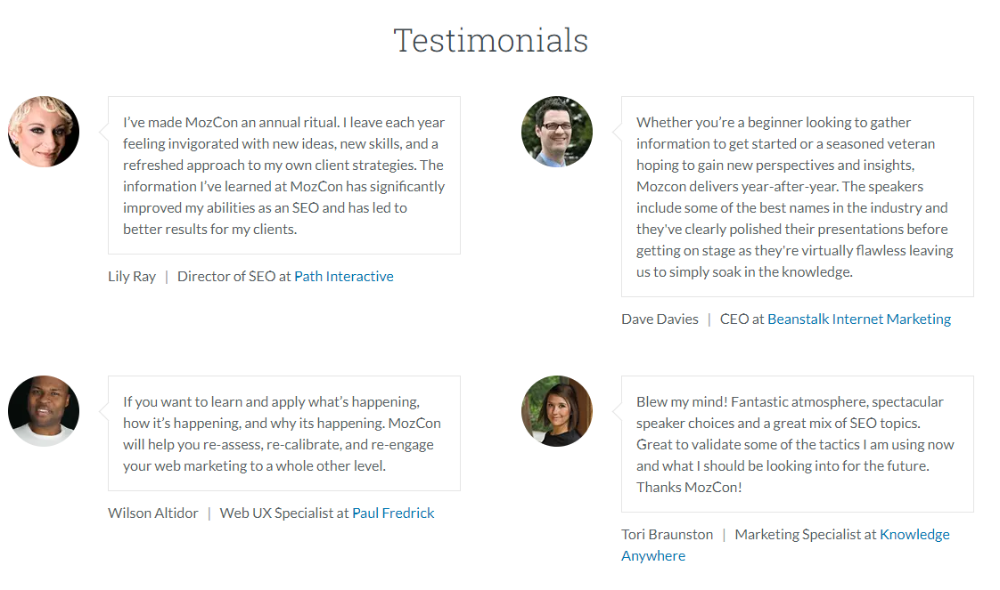 Testimonials
I've made MozCon an annual ritual. I leave each year
feeling invigorated with new ideas, new skills, and a
refreshed approach to my own client strategies. The
information I've learned at MozCon has significantly
improved my abilities as an SEO and has led to
better results for my clients.
Lily Ray | Director of SEO at Path Interactive
Whether you're a beginner looking to gather
information to get started or a seasoned veteran
hoping to gain new perspectives and insights,
Mozcon delivers year-after-year. The speakers
include some of the best names in the industry and
they've clearly polished their presentations before
getting on stage as they're virtually flawless leaving
us to simply soak in the knowledge.
Dave Davies | CEO at Beanstalk Internet Marketing
If you want to learn and apply what's happening,
how it's happening, and why its happening. MozCon
will help you re-assess, re-calibrate, and re-engage
your web marketing to a whole other level.
Wilson Altidor | Web UX Specialist at Paul Fredrick
Blew my mind! Fantastic atmosphere, spectacular
speaker choices and a great mix of SEO topics.
Great to validate some of the tactics I am using now
and what I should be looking into for the future.
Thanks MozCon!
Tori Braunston | Marketing Specialist at Knowledge
Anywhere